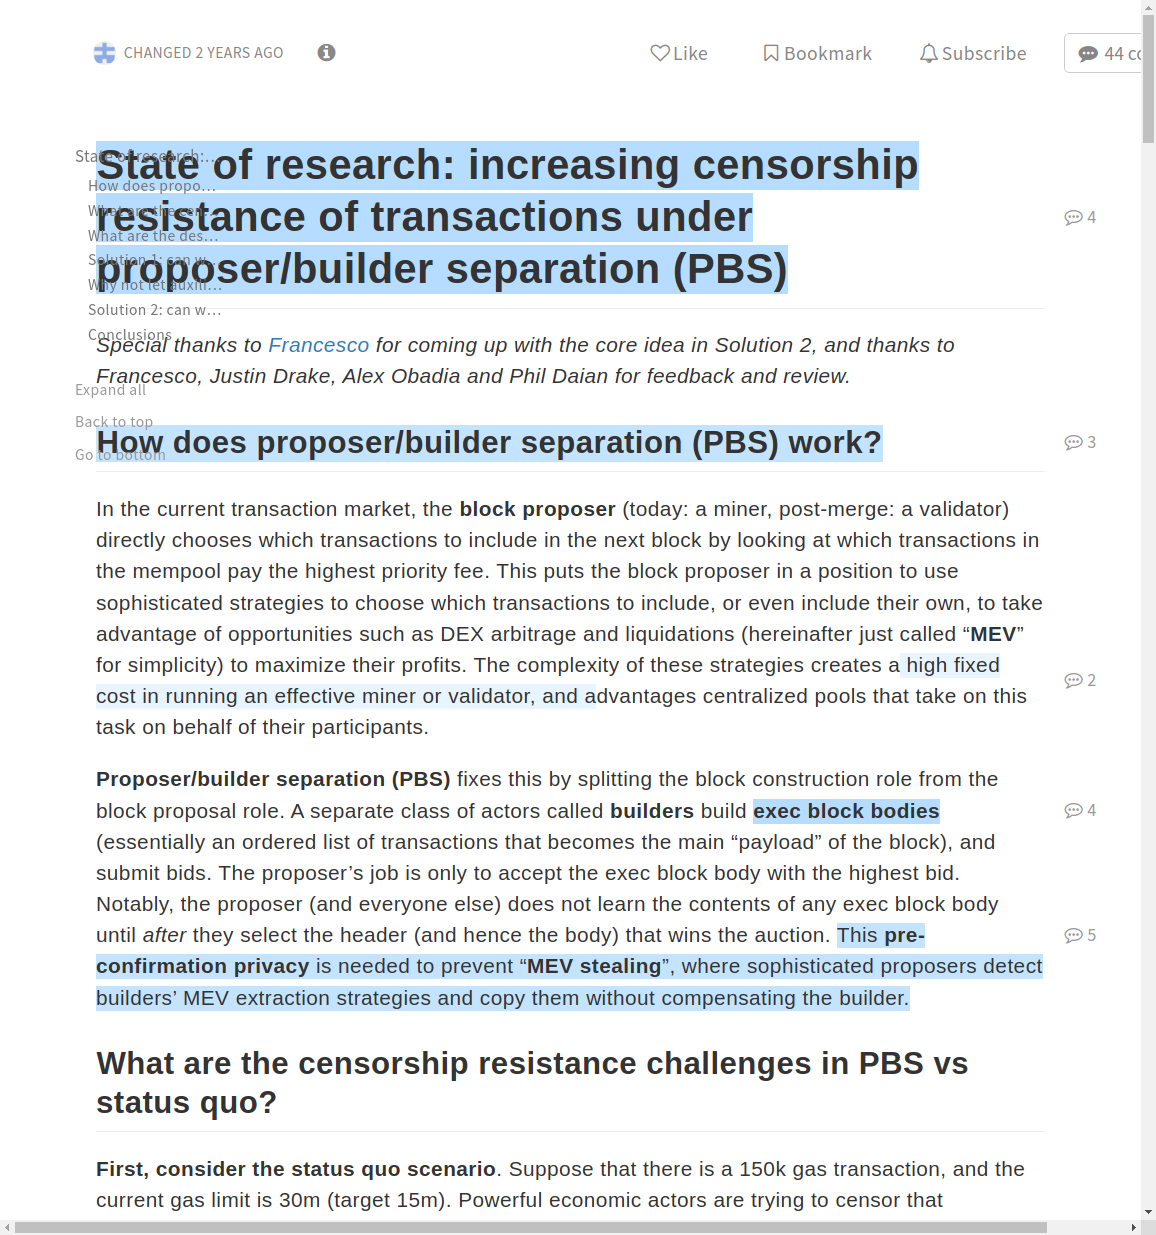 CHANGED 2 YEARS AGO
Like
Bookmark
Subscribe
44 co
State of research:…
How does propo…
What are the cen…
What are the des…
Solution 1: can w…
Why not let auxili…
Solution 2: can w…
Conclusions
Expand all
Back to top
Go to bottom
State of research: increasing censorship
resistance of transactions under
proposer/builder separation (PBS)
4
Special thanks to Francesco for coming up with the core idea in Solution 2, and thanks to
Francesco, Justin Drake, Alex Obadia and Phil Daian for feedback and review.
How does proposer/builder separation (PBS) work?
3
In the current transaction market, the block proposer (today: a miner, post-merge: a validator)
directly chooses which transactions to include in the next block by looking at which transactions in
the mempool pay the highest priority fee. This puts the block proposer in a position to use
sophisticated strategies to choose which transactions to include, or even include their own, to take
advantage of opportunities such as DEX arbitrage and liquidations (hereinafter just called “MEV”
for simplicity) to maximize their profits. The complexity of these strategies creates a high fixed
cost in running an effective miner or validator, and advantages centralized pools that take on this
task on behalf of their participants.
2
Proposer/builder separation (PBS) fixes this by splitting the block construction role from the
block proposal role. A separate class of actors called builders build exec block bodies
(essentially an ordered list of transactions that becomes the main “payload” of the block), and
submit bids. The proposer’s job is only to accept the exec block body with the highest bid.
Notably, the proposer (and everyone else) does not learn the contents of any exec block body
until after they select the header (and hence the body) that wins the auction. This pre-
confirmation privacy is needed to prevent “MEV stealing”, where sophisticated proposers detect
builders’ MEV extraction strategies and copy them without compensating the builder.
4
5
What are the censorship resistance challenges in PBS vs
status quo?
First, consider the status quo scenario. Suppose that there is a 150k gas transaction, and the
current gas limit is 30m (target 15m). Powerful economic actors are trying to censor that